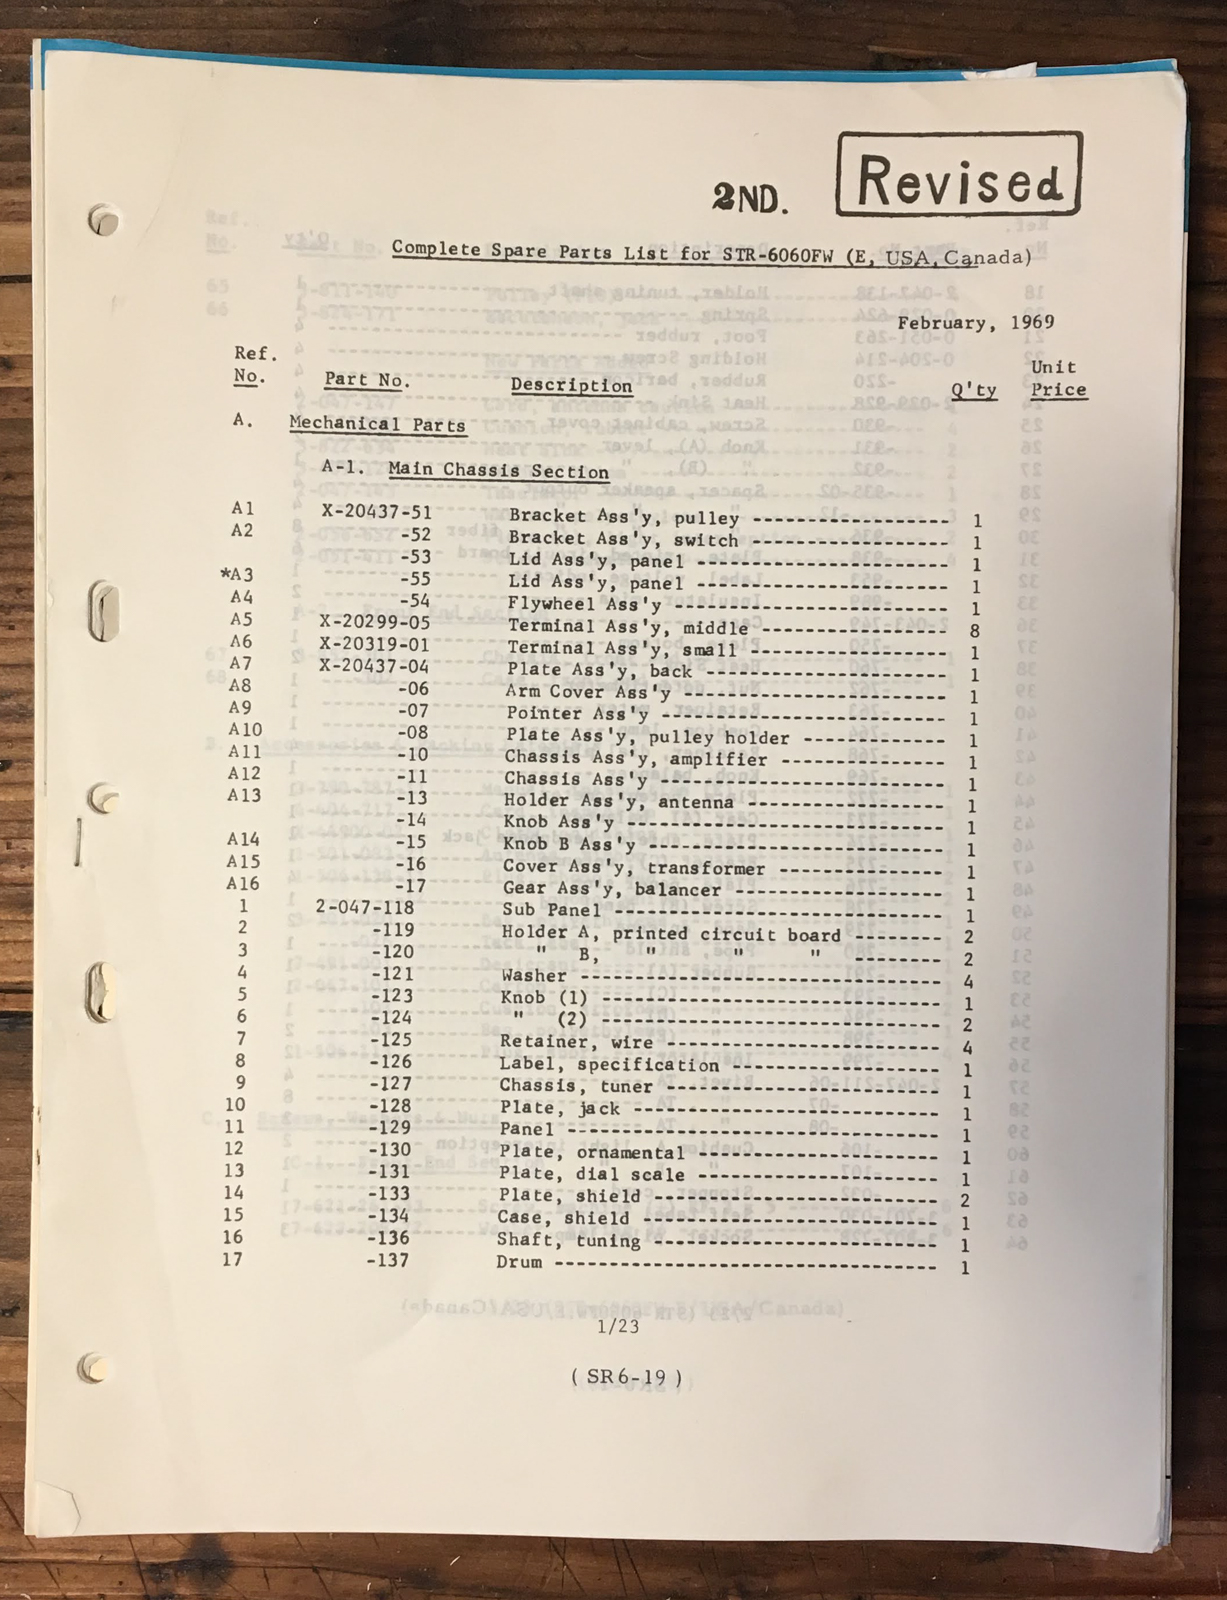 2ND. Revised
Complete Spare Parts List for STR-6060FW (E, USA, Canada)
February, 1969
Ref. No. Part No. Description Q'ty Unit Price
A. Mechanical Parts
A-1. Main Chassis Section
A1 X-20437-51 Bracket Ass'y, pulley ------------------ 1
A2 -52 Bracket Ass'y, switch ------------------ 1
-53 Lid Ass'y, panel ---------------------- 1
*A3 -55 Lid Ass'y, panel ---------------------- 1
A4 -54 Flywheel Ass'y ------------------------ 1
A5 X-20299-05 Terminal Ass'y, middle ---------------- 8
A6 X-20319-01 Terminal Ass'y, small ----------------- 1
A7 X-20437-04 Plate Ass'y, back --------------------- 1
A8 -06 Arm Cover Ass'y ----------------------- 1
A9 -07 Pointer Ass'y ------------------------- 1
A10 -08 Plate Ass'y, pulley holder ------------ 1
A11 -10 Chassis Ass'y, amplifier -------------- 1
A12 -11 Chassis Ass'y ------------------------- 1
A13 -13 Holder Ass'y, antenna ----------------- 1
-14 Knob Ass'y ---------------------------- 1
A14 -15 Knob B Ass'y -------------------------- 1
A15 -16 Cover Ass'y, transformer -------------- 1
A16 -17 Gear Ass'y, balancer ------------------ 1
1 2-047-118 Sub Panel ----------------------------- 1
2 -119 Holder A, printed circuit board -------- 2
3 -120 " B, " " " -------- 2
4 -121 Washer -------------------------------- 4
5 -123 Knob (1) ------------------------------ 1
6 -124 " (2) ------------------------------ 2
7 -125 Retainer, wire ------------------------ 4
8 -126 Label, specification ------------------ 1
9 -127 Chassis, tuner ------------------------ 1
10 -128 Plate, jack --------------------------- 1
11 -129 Panel --------------------------------- 1
12 -130 Plate, ornamental --------------------- 1
13 -131 Plate, dial scale --------------------- 1
14 -133 Plate, shield ------------------------- 2
15 -134 Case, shield -------------------------- 1
16 -136 Shaft, tuning ------------------------- 1
17 -137 Drum ---------------------------------- 1
1/23
( SR6-19 )